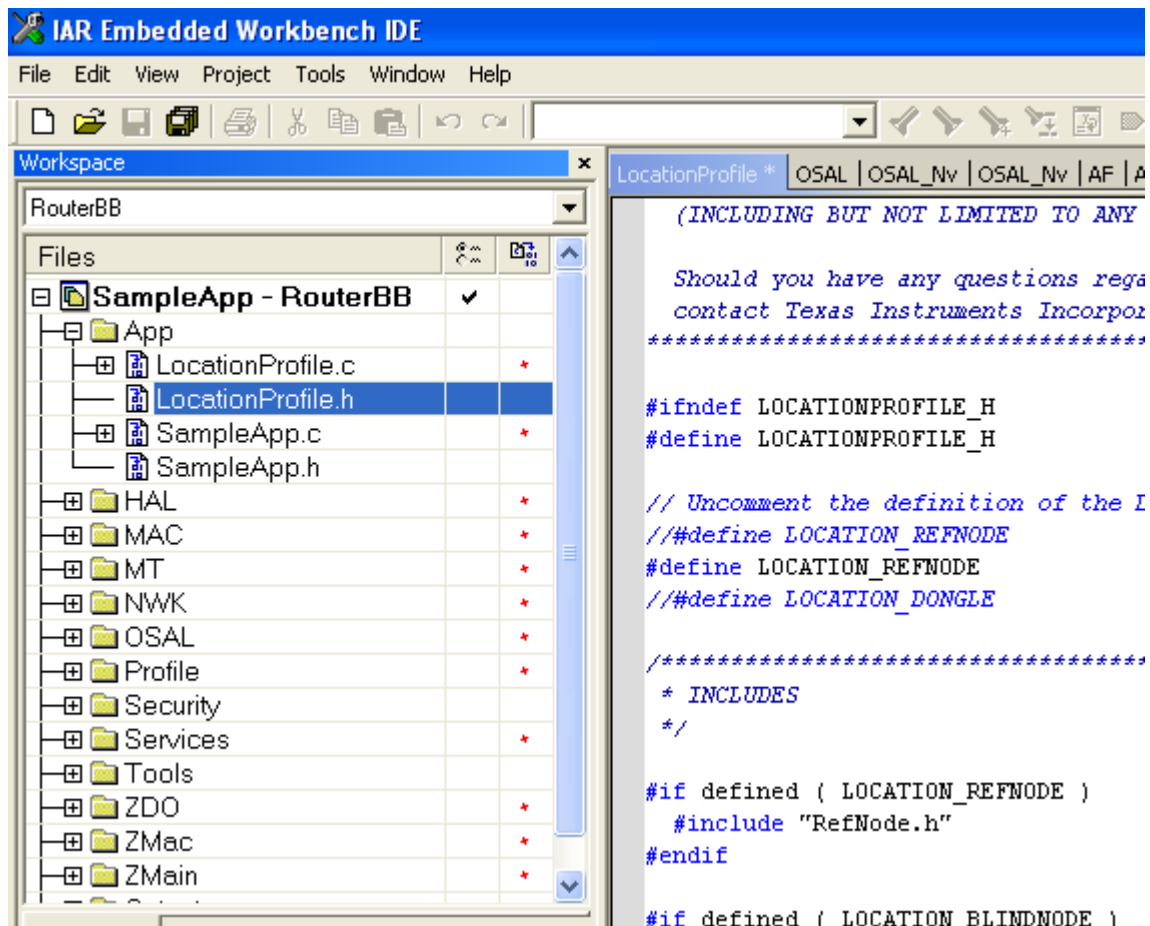 IAR Embedded Workbench IDE
File Edit View Project Tools Window Help
Workspace
RouterBB
Files
SampleApp - RouterBB
App
LocationProfile.c
LocationProfile.h
SampleApp.c
SampleApp.h
HAL
MAC
MT
NWK
OSAL
Profile
Security
Services
Tools
ZDO
ZMac
ZMain
LocationProfile * OSAL OSAL_Nv OSAL_Nv AF
(INCLUDING BUT NOT LIMITED TO ANY
Should you have any questions rega
contact Texas Instruments Incorpor
***********************************
#ifndef LOCATIONPROFILE_H
#define LOCATIONPROFILE_H
// Uncomment the definition of the
//#define LOCATION_REFNODE
#define LOCATION_REFNODE
//#define LOCATION_DONGLE
/***********************************
* INCLUDES
*/
#if defined ( LOCATION_REFNODE )
#include "RefNode.h"
#endif
#if defined ( LOCATION_BLINDNODE )